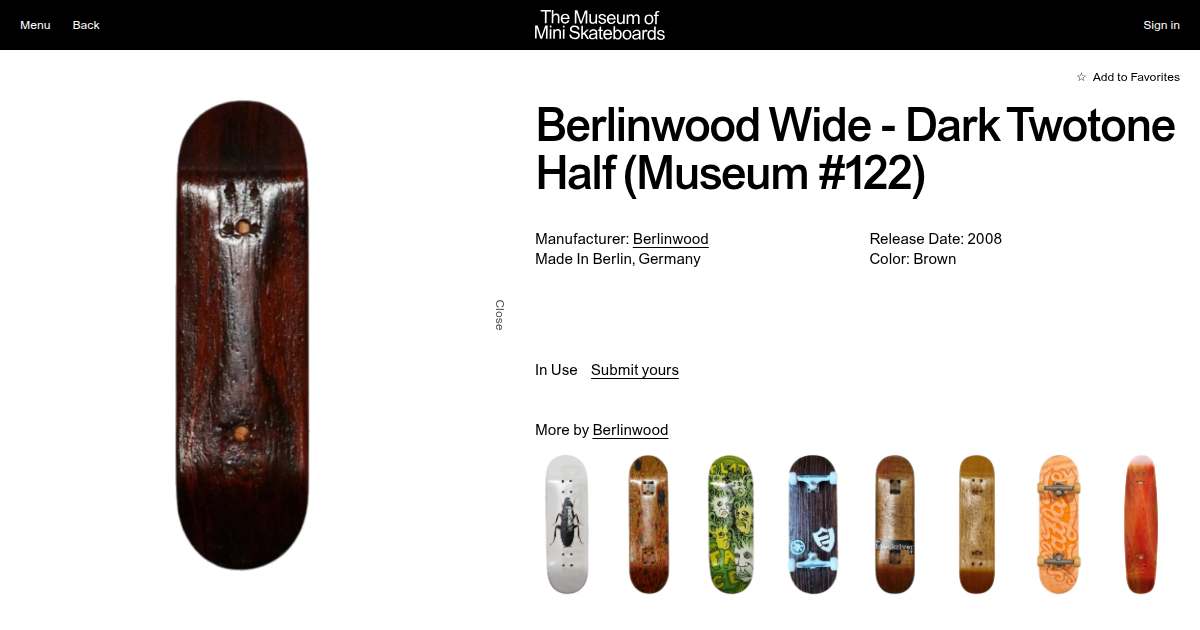 Menu
Back
The Museum of
Mini Skateboards
Sign in
☆ Add to Favorites
Berlinwood Wide - Dark Twotone
Half (Museum #122)
Manufacturer: Berlinwood
Made In Berlin, Germany
Release Date: 2008
Color: Brown
Close
In Use
Submit yours
More by Berlinwood